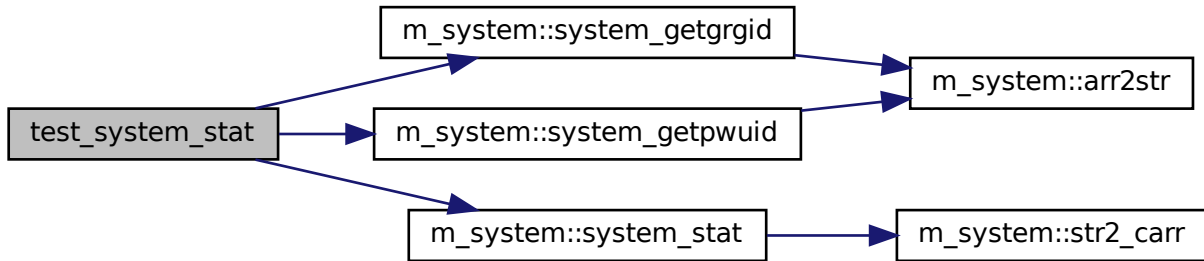 m_system::system_getgrgid
m_system::arr2str
test_system_stat
m_system::system_getpwuid
m_system::system_stat
m_system::str2_carr